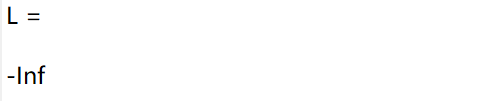 L =
-Inf